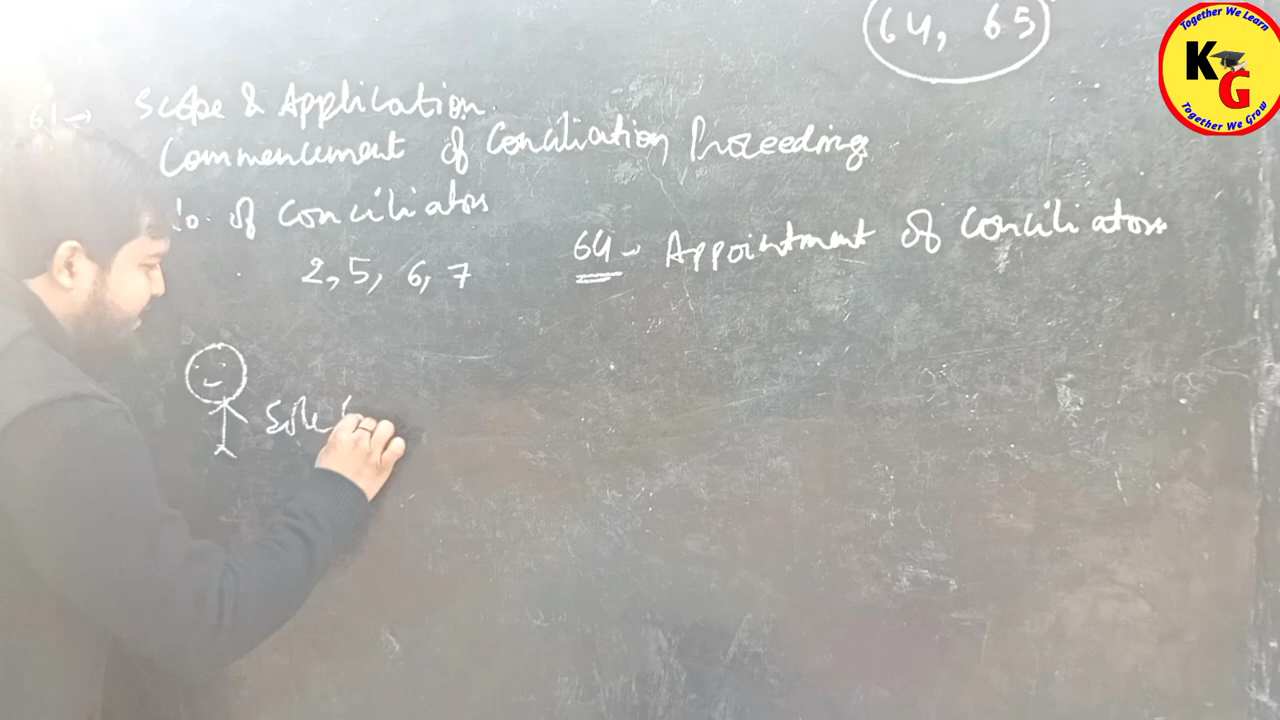 64, 65
Together We Learn
KG
Together We Grow
61→ Scope & Application
Commencement of Conciliation Proceedings
No. of Conciliators
64 - Appointment of Conciliators
2, 5, 6, 7
Sole